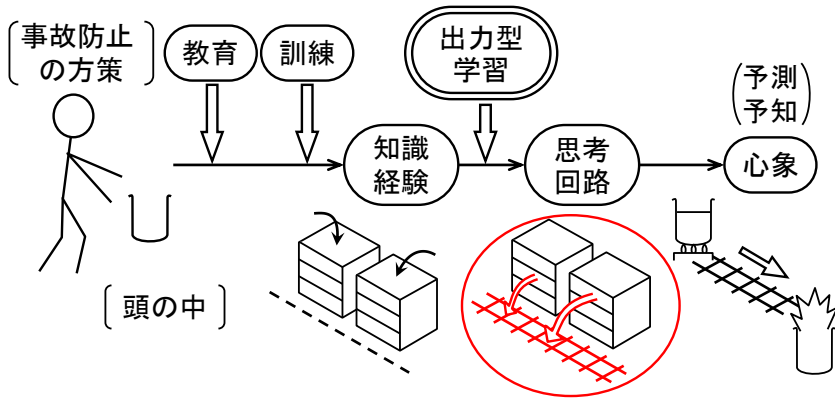 事故防止
の方策
教育
訓練
出力型
学習
予測
予知
知識
経験
思考
回路
心象
頭の中